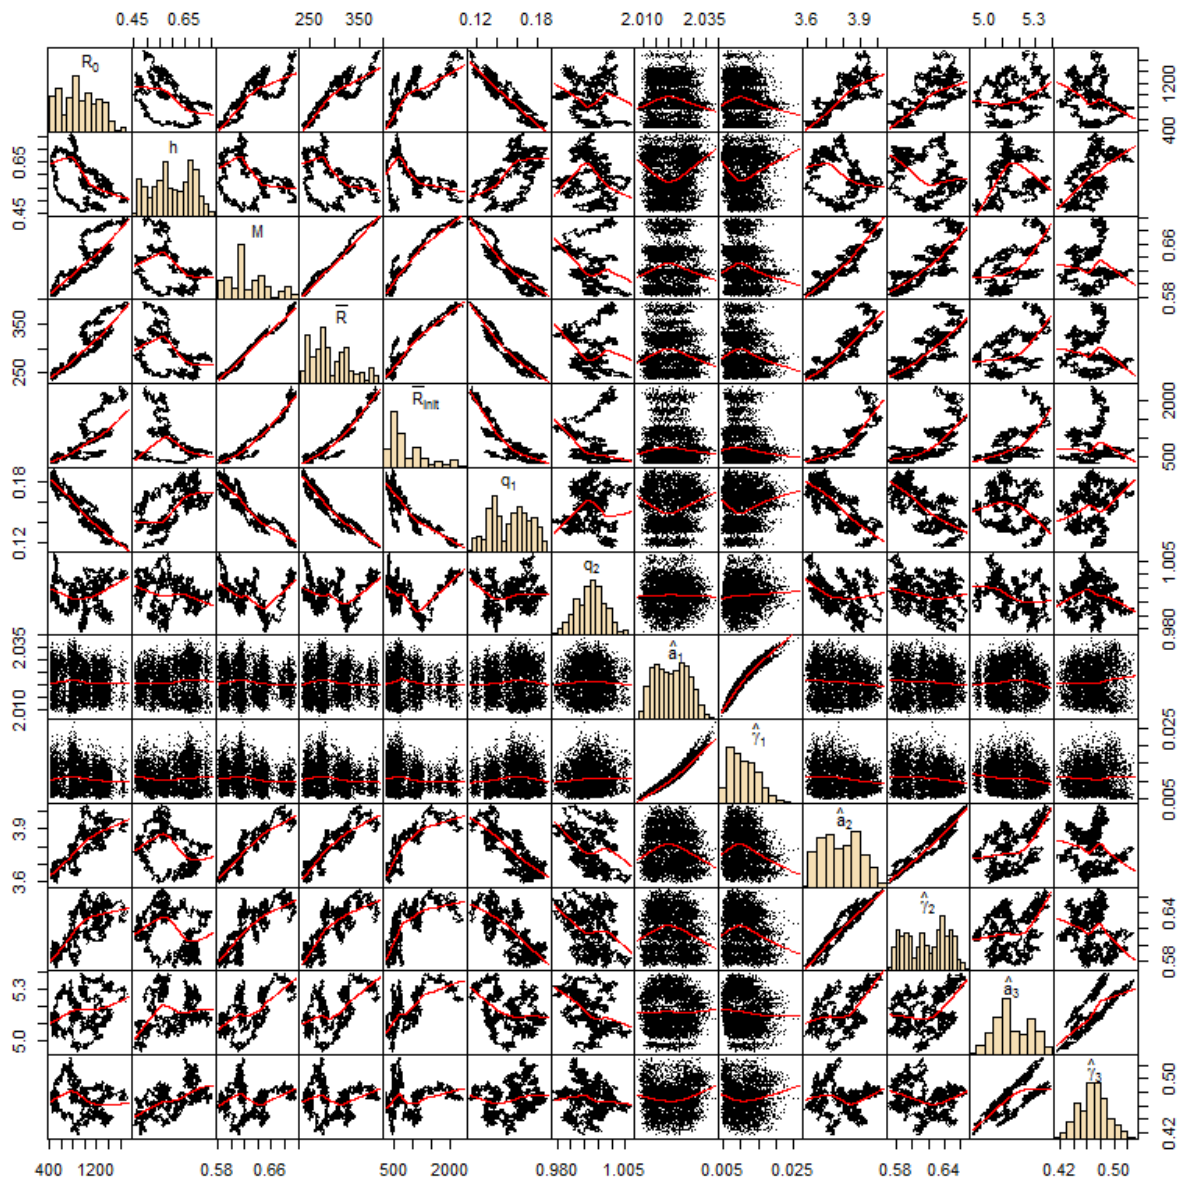 0.45 0.65 250 350 0.12 0.18 2.010 2.035 3.6 3.9 5.0 5.3
R₀
400 1200
h
0.45 0.65
M
0.58 0.66
R̅
250 350
R̅init
500 2000
q₁
0.12 0.18
q₂
0.980 1.005
â₁
2.010 2.035
γ̂₁
0.005 0.025
â₂
3.6 3.9
γ̂₂
0.58 0.64
â₃
5.0 5.3
γ̂₃
0.42 0.50
400 1200 0.58 0.66 500 2000 0.980 1.005 0.005 0.025 0.58 0.64 0.42 0.50